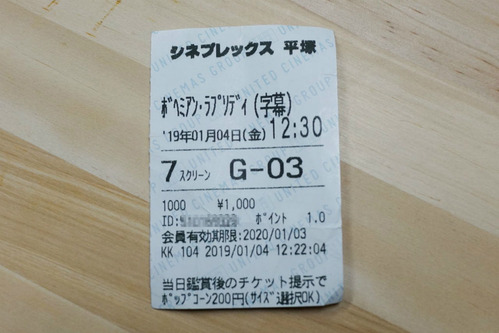 シネプレックス 平塚
ﾎﾞﾍﾐｱﾝ・ﾗﾌﾟｿﾃﾞｨ(字幕)
'19年01月04日(金) 12:30
7 ｽｸﾘｰﾝ G-03
1000 ¥1,000
ID: ﾎﾟｲﾝﾄ 1.0
会員有効期限:2020/01/03
KK 104 2019/01/04 12:22:04
当日鑑賞後のチケット提示で
ﾎﾟｯﾌﾟｺｰﾝ200円(ｻｲｽﾞ選択OK)